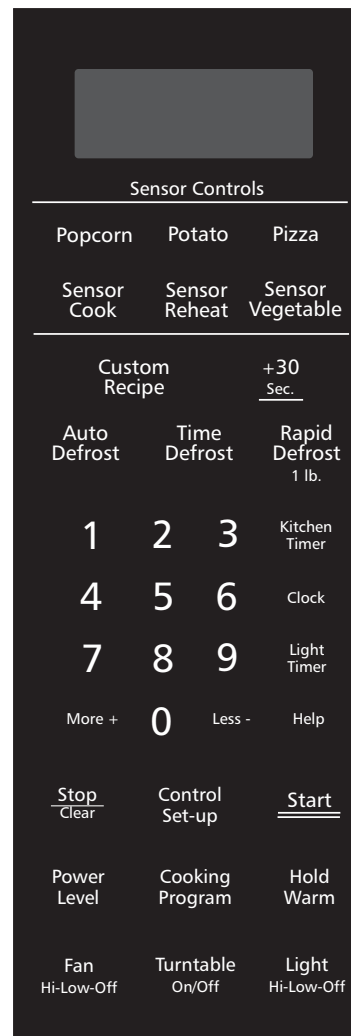 Sensor Controls
Popcorn Potato Pizza
Sensor Cook
Sensor Reheat
Sensor Vegetable
Custom Recipe
+30 Sec.
Auto Defrost
Time Defrost
Rapid Defrost 1 lb.
1 2 3 Kitchen Timer
4 5 6 Clock
7 8 9 Light Timer
More + 0 Less - Help
Stop Clear
Control Set-up
Start
Power Level
Cooking Program
Hold Warm
Fan Hi-Low-Off
Turntable On/Off
Light Hi-Low-Off